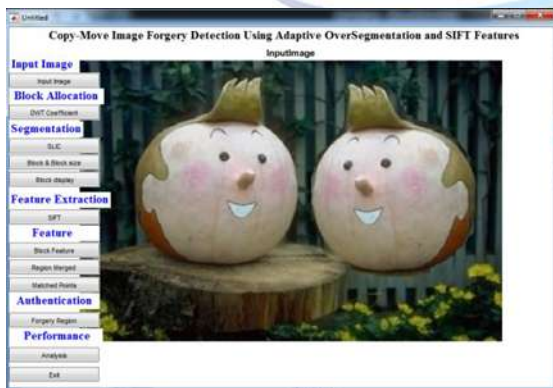 Untitled
Copy-Move Image Forgery Detection Using Adaptive OverSegmentation and SIFT Features
InputImage
Input Image
Input Image
Block Allocation
DWT Coefficient
Segmentation
SLIC
Block & Block size
Block display
Feature Extraction
SIFT
Feature
Block Feature
Region Merged
Matched Points
Authentication
Forgery Region
Performance
Analysis
Exit